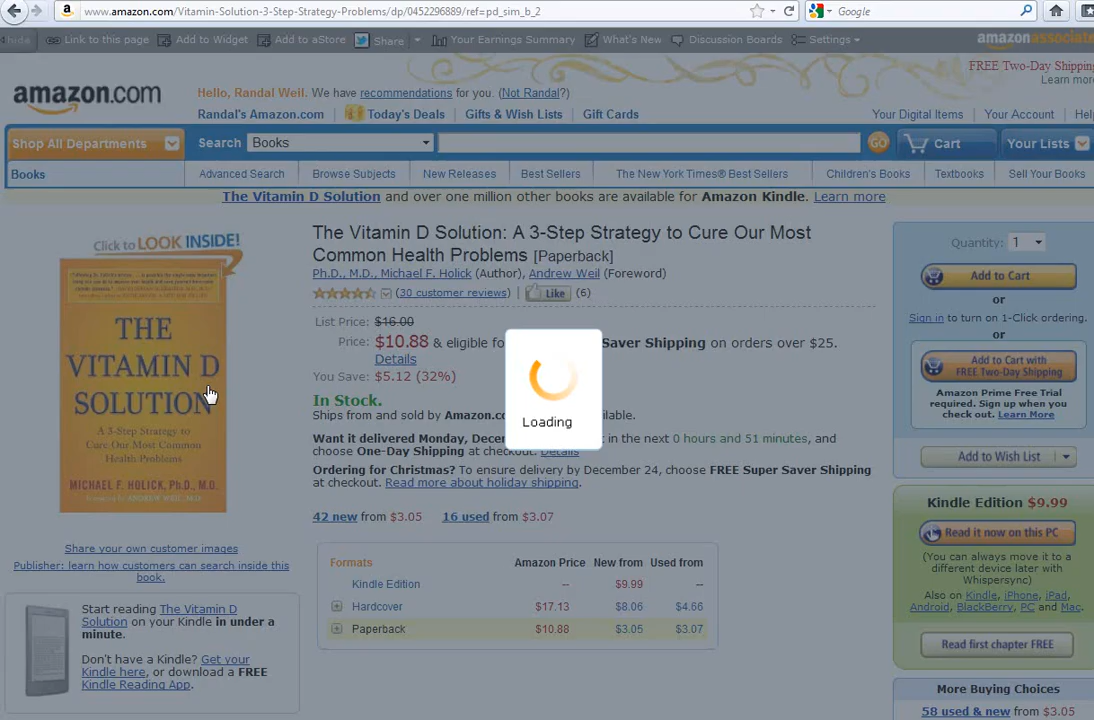 www.amazon.com/Vitamin-Solution-3-Step-Strategy-Problems/dp/0452296889/ref=pd_sim_b_2
Google
hide Link to this page Add to Widget Add to aStore Share Your Earnings Summary What's New Discussion Boards Settings amazonassociate
FREE Two-Day Shipping
Learn more
amazon.com
Hello, Randal Weil. We have recommendations for you. (Not Randal?)
Randal's Amazon.com Today's Deals Gifts & Wish Lists Gift Cards Your Digital Items Your Account Help
Shop All Departments Search Books GO Cart Your Lists
Books Advanced Search Browse Subjects New Releases Best Sellers The New York Times® Best Sellers Children's Books Textbooks Sell Your Books
The Vitamin D Solution and over one million other books are available for Amazon Kindle. Learn more
Click to LOOK INSIDE!
THE
VITAMIN D
SOLUTION
A 3-Step Strategy to
Cure Our Most Common
Health Problems
MICHAEL F. HOLICK, Ph.D., M.D.
Share your own customer images
Publisher: learn how customers can search inside this
book.
Start reading The Vitamin D
Solution on your Kindle in under a
minute.
Don't have a Kindle? Get your
Kindle here, or download a FREE
Kindle Reading App.
The Vitamin D Solution: A 3-Step Strategy to Cure Our Most
Common Health Problems [Paperback]
Ph.D., M.D., Michael F. Holick (Author), Andrew Weil (Foreword)
(30 customer reviews) | Like (6)
List Price: $16.00
Price: $10.88 & eligible fo Saver Shipping on orders over $25.
Details
You Save: $5.12 (32%)
In Stock.
Ships from and sold by Amazon.co ilable.
Want it delivered Monday, Decem it in the next 0 hours and 51 minutes, and
choose One-Day Shipping at checkout. Details
Ordering for Christmas? To ensure delivery by December 24, choose FREE Super Saver Shipping
at checkout. Read more about holiday shipping.
42 new from $3.05 16 used from $3.07
Formats Amazon Price New from Used from
Kindle Edition -- $9.99 --
Hardcover $17.13 $8.06 $4.66
Paperback $10.88 $3.05 $3.07
Loading
Quantity: 1
Add to Cart
or
Sign in to turn on 1-Click ordering.
or
Add to Cart with
FREE Two-Day Shipping
Amazon Prime Free Trial
required. Sign up when you
check out. Learn More
Add to Wish List
Kindle Edition $9.99
Read it now on this PC
(You can always move it to a
different device later with
Whispersync)
Also on Kindle, iPhone, iPad,
Android, BlackBerry, PC and Mac.
Read first chapter FREE
More Buying Choices
58 used & new from $3.05